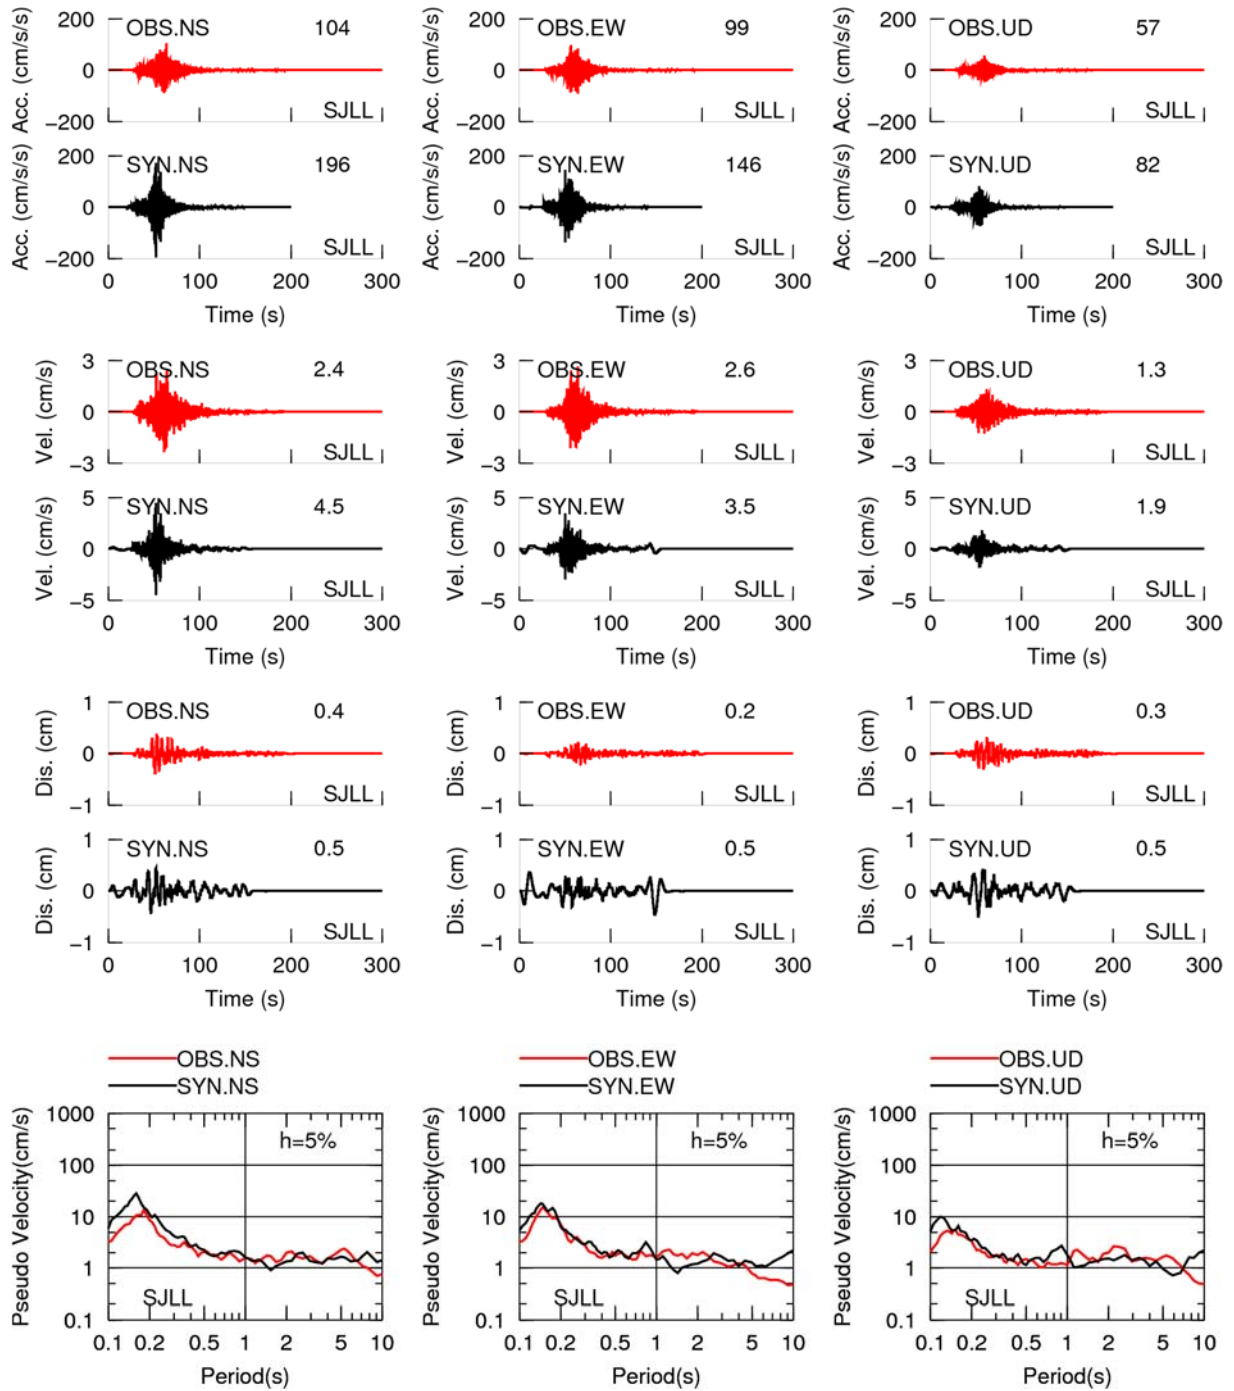 200 OBS.NS 104
Acc. (cm/s/s)
0
−200 SJLL
200 SYN.NS 196
Acc. (cm/s/s)
0
−200 SJLL
0 100 200 300
Time (s)
200 OBS.EW 99
Acc. (cm/s/s)
0
−200 SJLL
200 SYN.EW 146
Acc. (cm/s/s)
0
−200 SJLL
0 100 200 300
Time (s)
200 OBS.UD 57
Acc. (cm/s/s)
0
−200 SJLL
200 SYN.UD 82
Acc. (cm/s/s)
0
−200 SJLL
0 100 200 300
Time (s)
3 OBS.NS 2.4
Vel. (cm/s)
0
−3 SJLL
5 SYN.NS 4.5
Vel. (cm/s)
0
−5 SJLL
0 100 200 300
Time (s)
3 OBS.EW 2.6
Vel. (cm/s)
0
−3 SJLL
5 SYN.EW 3.5
Vel. (cm/s)
0
−5 SJLL
0 100 200 300
Time (s)
3 OBS.UD 1.3
Vel. (cm/s)
0
−3 SJLL
5 SYN.UD 1.9
Vel. (cm/s)
0
−5 SJLL
0 100 200 300
Time (s)
1 OBS.NS 0.4
Dis. (cm)
0
−1 SJLL
1 SYN.NS 0.5
Dis. (cm)
0
−1 SJLL
0 100 200 300
Time (s)
1 OBS.EW 0.2
Dis. (cm)
0
−1 SJLL
1 SYN.EW 0.5
Dis. (cm)
0
−1 SJLL
0 100 200 300
Time (s)
1 OBS.UD 0.3
Dis. (cm)
0
−1 SJLL
1 SYN.UD 0.5
Dis. (cm)
0
−1 SJLL
0 100 200 300
Time (s)
OBS.NS
SYN.NS
Pseudo Velocity(cm/s)
1000
h=5%
100
10
1
SJLL
0.1
0.1 0.2 0.5 1 2 5 10
Period(s)
OBS.EW
SYN.EW
Pseudo Velocity(cm/s)
1000
h=5%
100
10
1
SJLL
0.1
0.1 0.2 0.5 1 2 5 10
Period(s)
OBS.UD
SYN.UD
Pseudo Velocity(cm/s)
1000
h=5%
100
10
1
SJLL
0.1
0.1 0.2 0.5 1 2 5 10
Period(s)